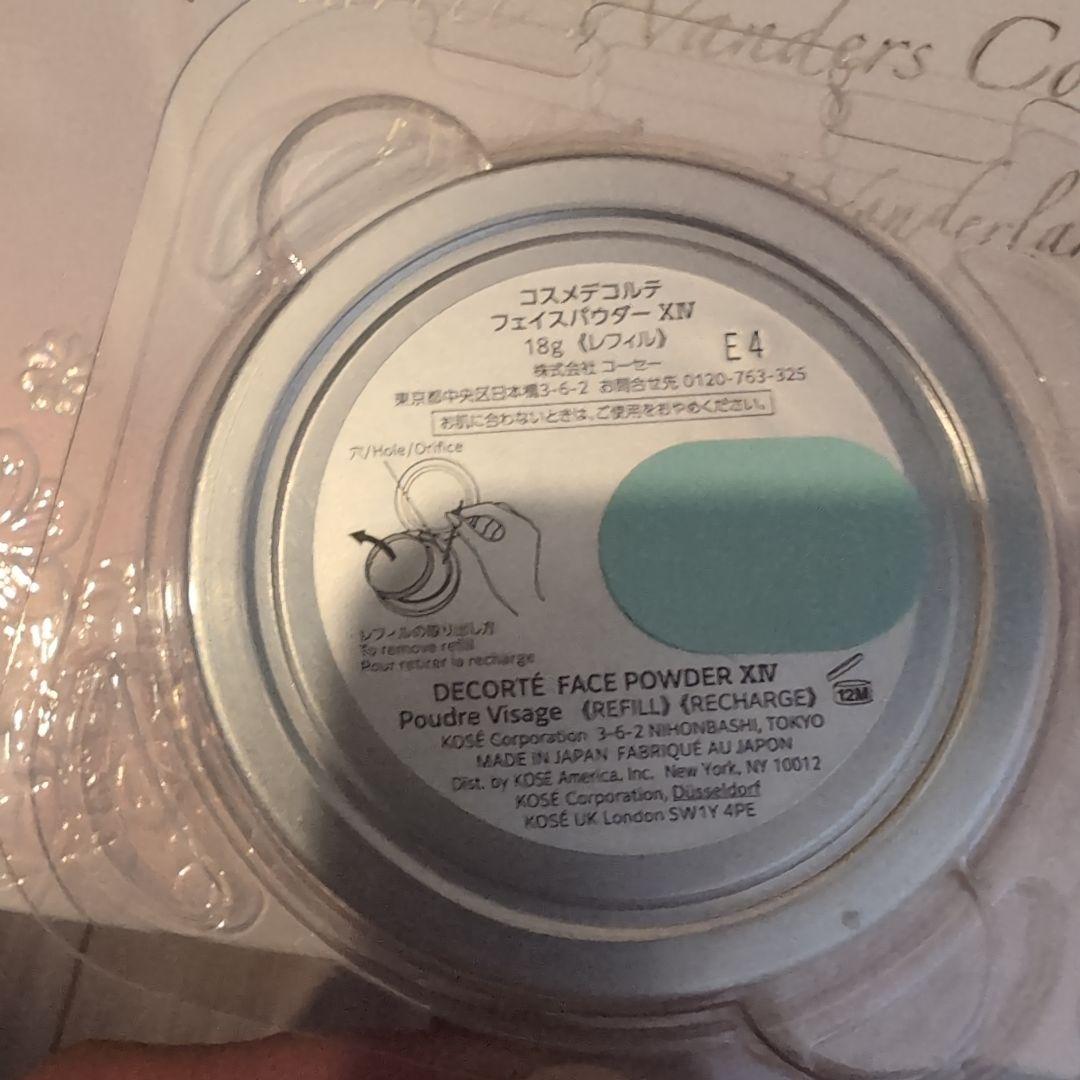 Vanders Co
Wanderla
コスメデコルテ
フェイスパウダー XIV
18g 《レフィル》
E4
株式会社 コーセー
東京都中央区日本橋3-6-2 お問合せ先 0120-763-325
お肌に合わないときは、ご使用をおやめください。
穴/Hole/Orifice
レフィルの取り出し方
To remove refill
Pour retirer la recharge
DECORTÉ FACE POWDER XIV
Poudre Visage 《REFILL》《RECHARGE》
12M
KOSÉ Corporation 3-6-2 NIHONBASHI, TOKYO
MADE IN JAPAN FABRIQUÉ AU JAPON
Dist. by KOSÉ America, Inc. New York, NY 10012
KOSÉ Corporation, Düsseldorf
KOSÉ UK London SW1Y 4PE